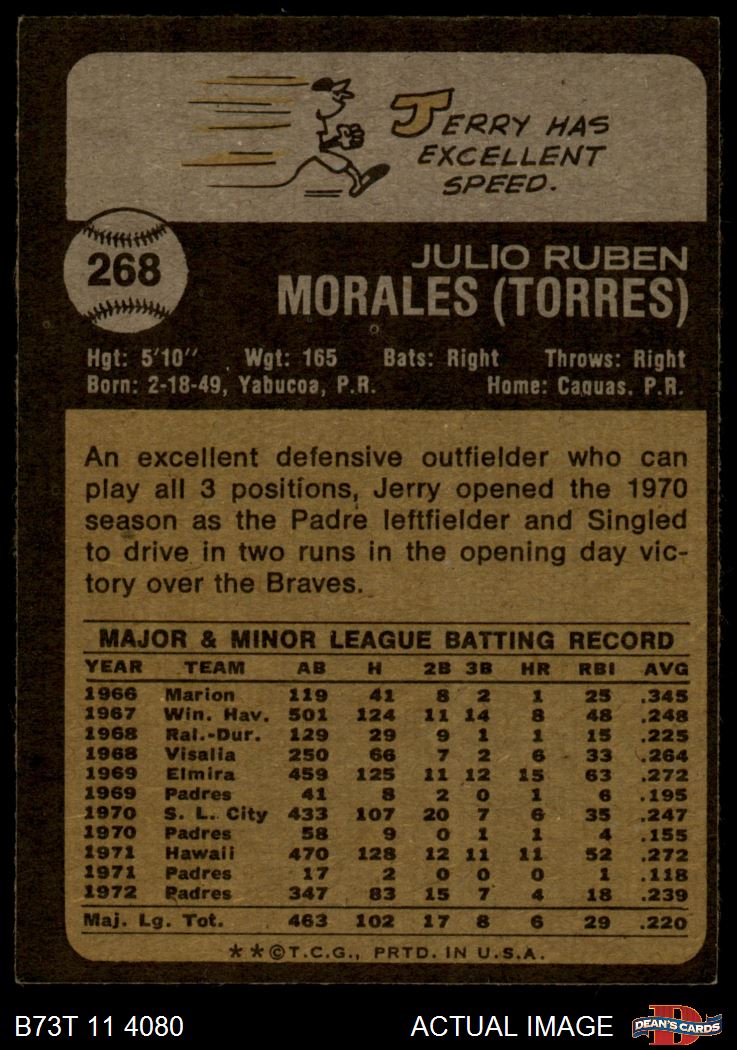 JERRY HAS
EXCELLENT
SPEED.
268
JULIO RUBEN
MORALES (TORRES)
Hgt: 5'10" Wgt: 165 Bats: Right Throws: Right
Born: 2-18-49, Yabucoa, P.R. Home: Caguas, P.R.
An excellent defensive outfielder who can
play all 3 positions, Jerry opened the 1970
season as the Padre leftfielder and Singled
to drive in two runs in the opening day vic-
tory over the Braves.
MAJOR & MINOR LEAGUE BATTING RECORD
YEAR TEAM AB H 2B 3B HR RBI AVG
1966 Marion 119 41 8 2 1 25 .345
1967 Win. Hav. 501 124 11 14 8 48 .248
1968 Ral.-Dur. 129 29 9 1 1 15 .225
1968 Visalia 250 66 7 2 6 33 .264
1969 Elmira 459 125 11 12 15 63 .272
1969 Padres 41 8 2 0 1 6 .195
1970 S. L. City 433 107 20 7 6 35 .247
1970 Padres 58 9 0 1 1 4 .155
1971 Hawaii 470 128 12 11 11 52 .272
1971 Padres 17 2 0 0 0 1 .118
1972 Padres 347 83 15 7 4 18 .239
Maj. Lg. Tot. 463 102 17 8 6 29 .220
**©T.C.G., PRTD. IN U.S.A.
B73T 11 4080 ACTUAL IMAGE DEAN'S CARDS